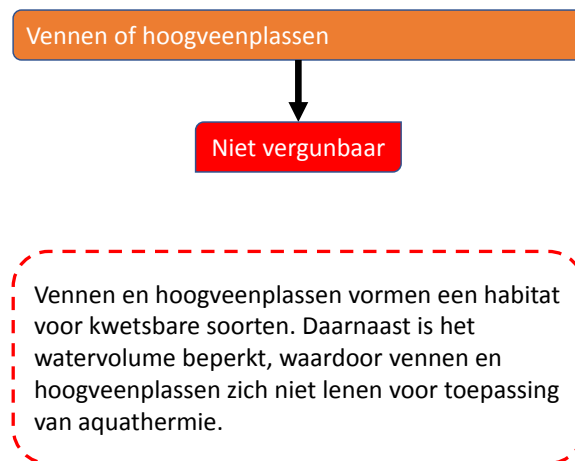 Vennen of hoogveenplassen
Niet vergunbaar
Vennen en hoogveenplassen vormen een habitat
voor kwetsbare soorten. Daarnaast is het
watervolume beperkt, waardoor vennen en
hoogveenplassen zich niet lenen voor toepassing
van aquathermie.